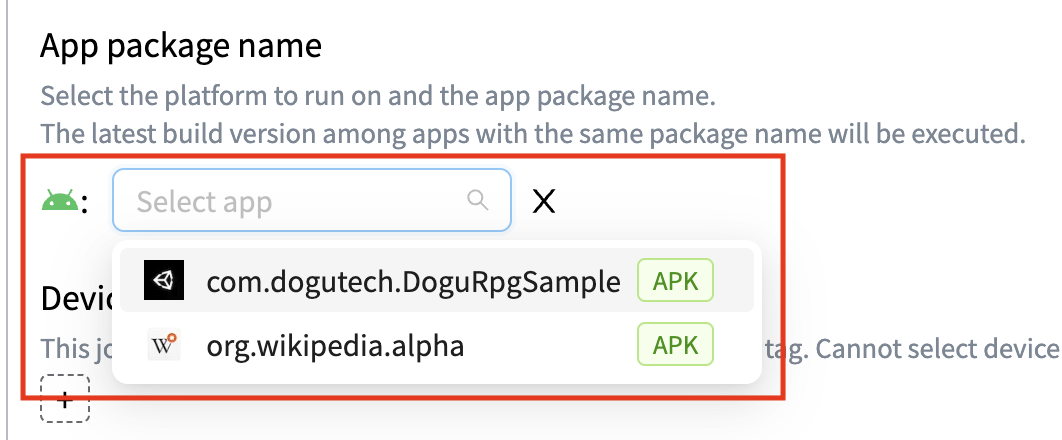 App package name
Select the platform to run on and the app package name.
The latest build version among apps with the same package name will be executed.
: Select app X
com.dogutech.DoguRpgSample APK
W org.wikipedia.alpha APK
Devic
This jo tag. Cannot select device
+